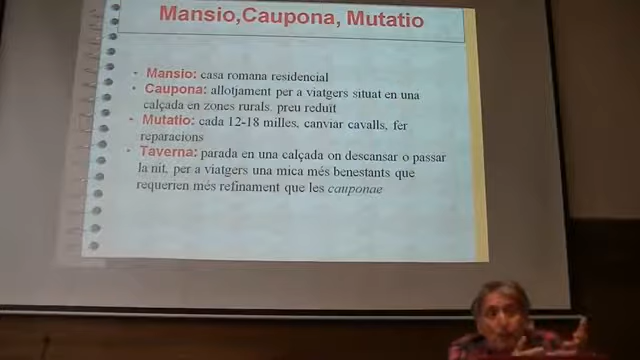 Mansio,Caupona, Mutatio
• Mansio: casa romana residencial
• Caupona: allotjament per a viatgers situat en una
calçada en zones rurals. preu reduït
• Mutatio: cada 12-18 milles, canviar cavalls, fer
reparacions
• Taverna: parada en una calçada on descansar o passar
la nit, per a viatgers una mica més benestants que
requerien més refinament que les cauponae